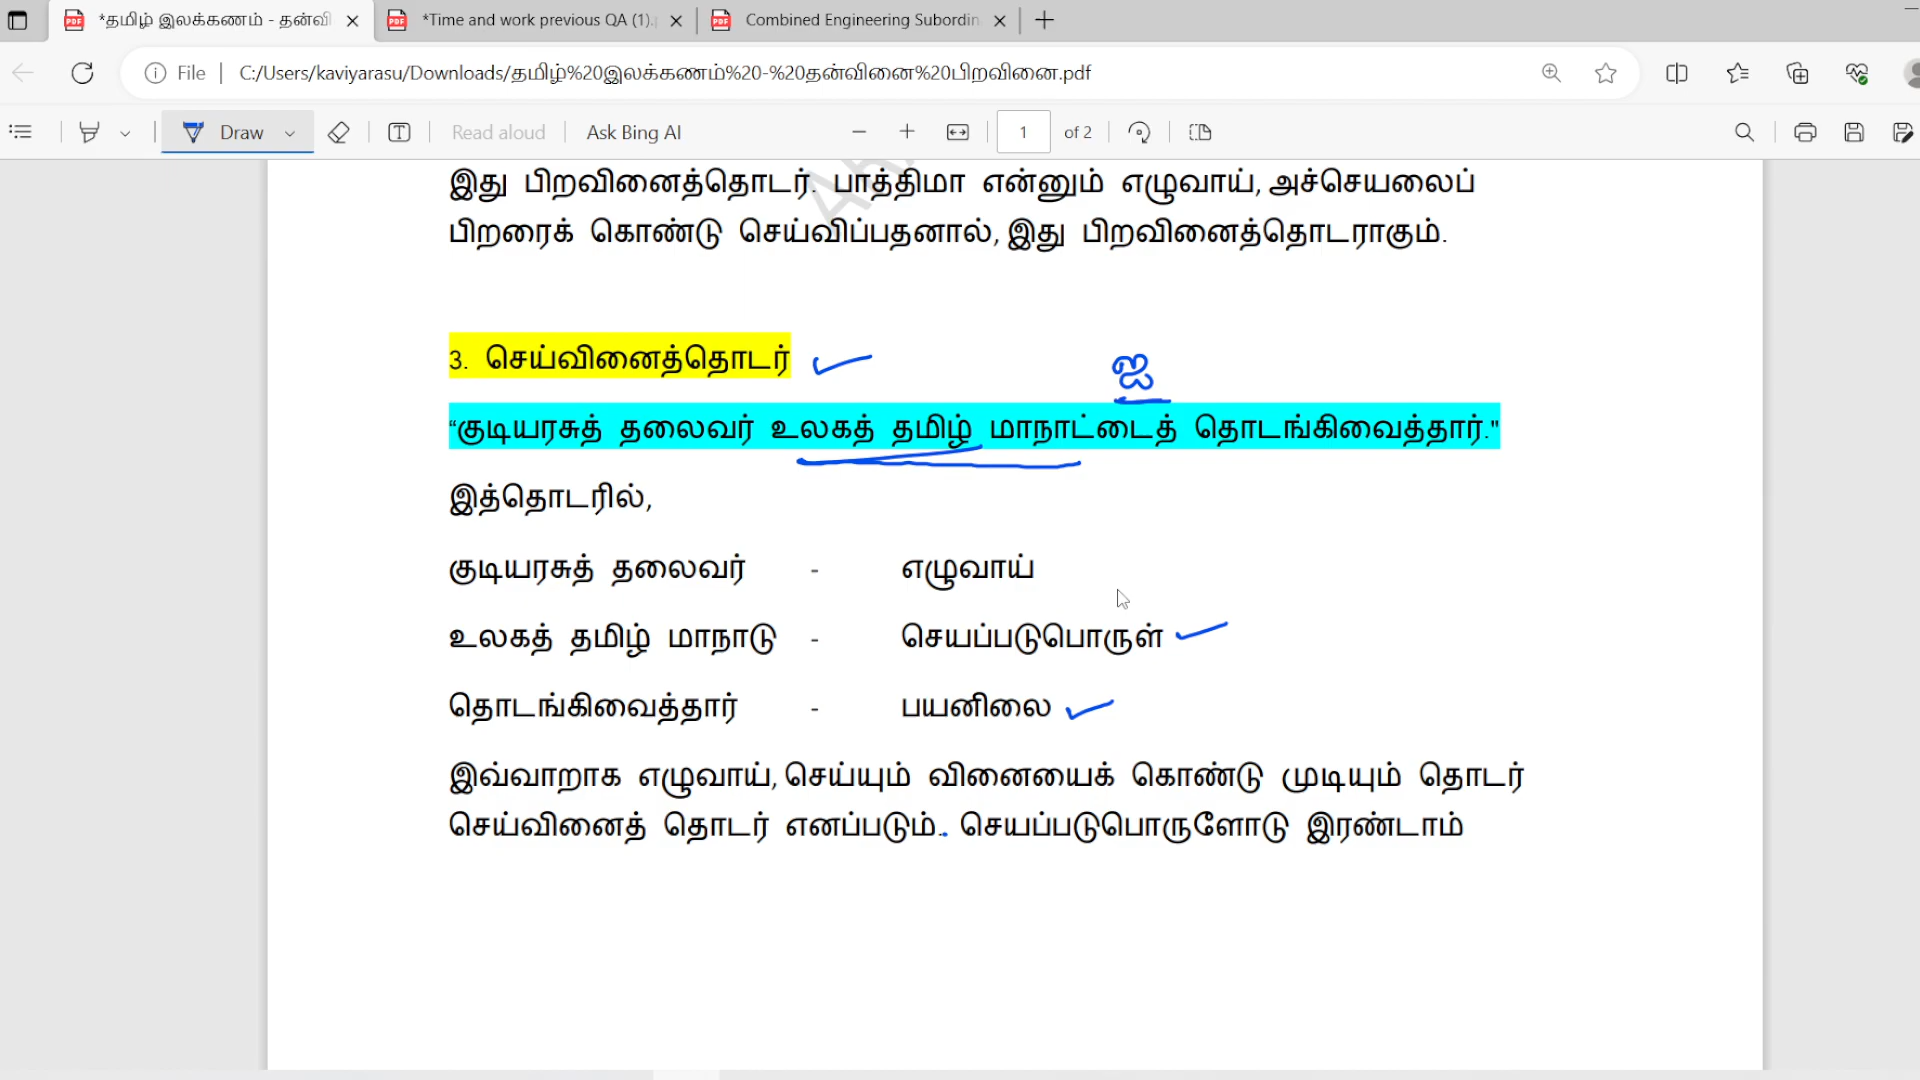 *தமிழ் இலக்கணம் - தன்வி
*Time and work previous QA (1).
Combined Engineering Subordin
File
C:/Users/kaviyarasu/Downloads/தமிழ்%20இலக்கணம்%20-%20தன்வினை%20பிறவினை.pdf
Draw
Read aloud
Ask Bing AI
1
of 2
இது பிறவினைத்தொடர். பாத்திமா என்னும் எழுவாய், அச்செயலைப்
பிறரைக் கொண்டு செய்விப்பதனால், இது பிறவினைத்தொடராகும்.
3. செய்வினைத்தொடர்
ஐ
“குடியரசுத் தலைவர் உலகத் தமிழ் மாநாட்டைத் தொடங்கிவைத்தார்."
இத்தொடரில்,
குடியரசுத் தலைவர் - எழுவாய்
உலகத் தமிழ் மாநாடு - செயப்படுபொருள்
தொடங்கிவைத்தார் - பயனிலை
இவ்வாறாக எழுவாய், செய்யும் வினையைக் கொண்டு முடியும் தொடர்
செய்வினைத் தொடர் எனப்படும். செயப்படுபொருளோடு இரண்டாம்